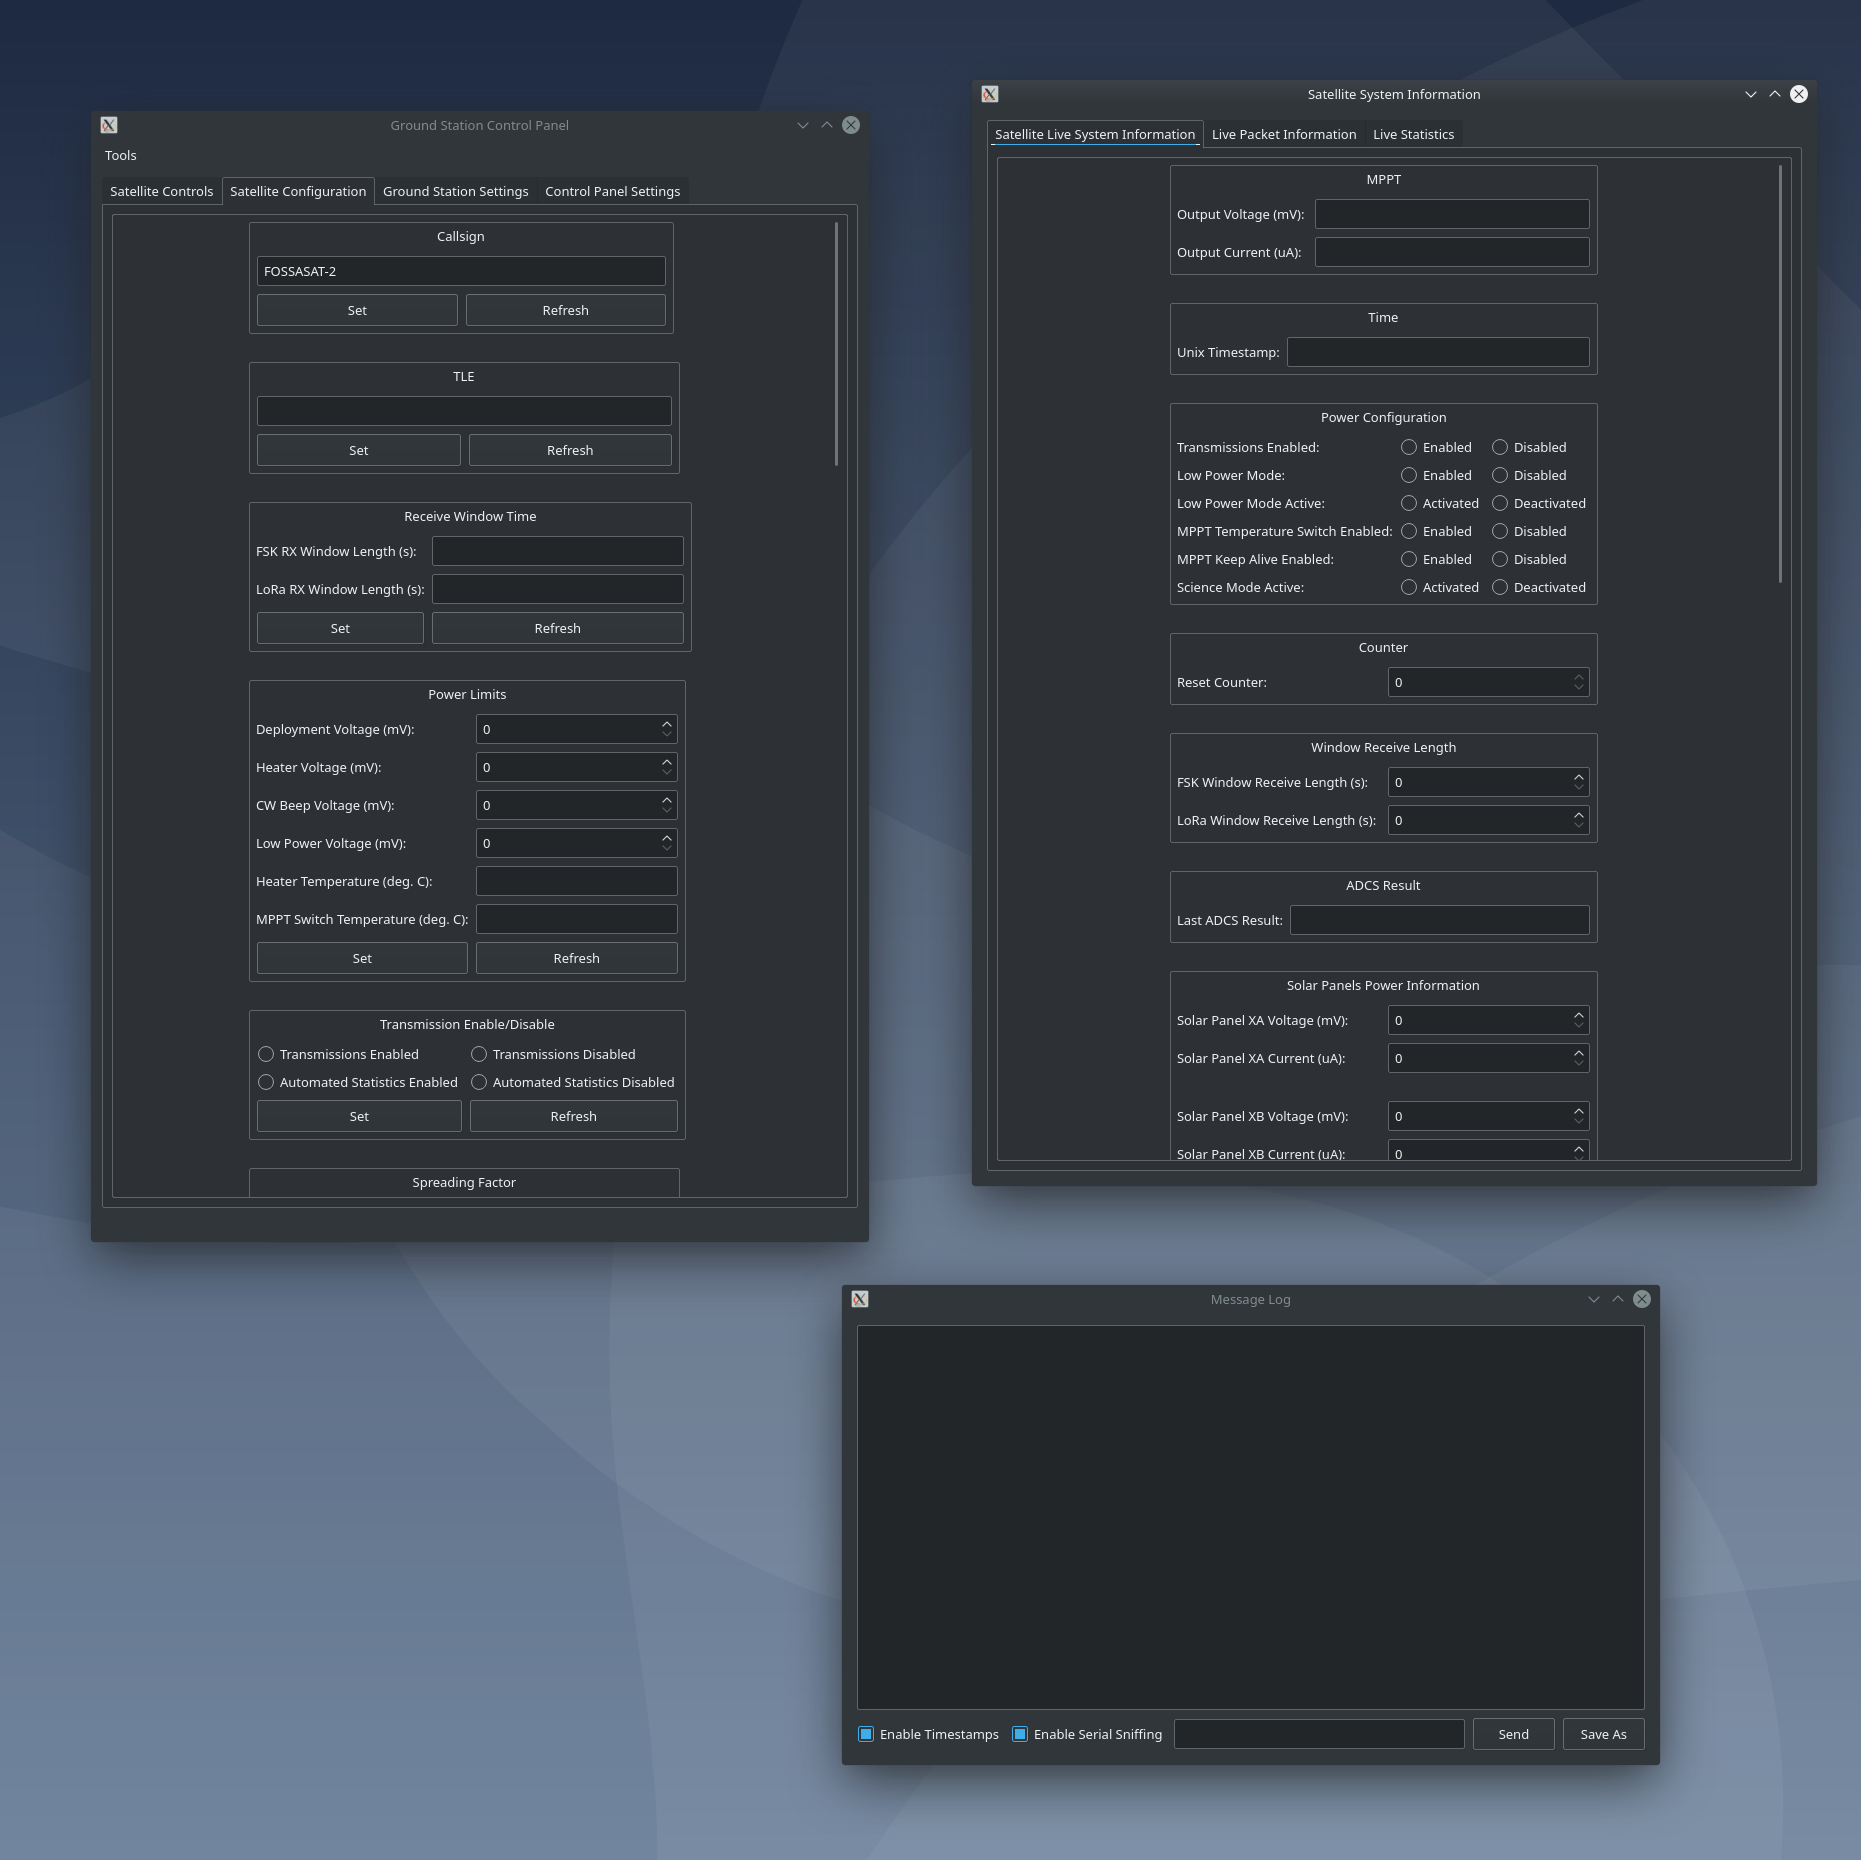 Ground Station Control Panel
Tools
Satellite Controls Satellite Configuration Ground Station Settings Control Panel Settings
Callsign
FOSSASAT-2
Set Refresh
TLE
Set Refresh
Receive Window Time
FSK RX Window Length (s):
LoRa RX Window Length (s):
Set Refresh
Power Limits
Deployment Voltage (mV): 0
Heater Voltage (mV): 0
CW Beep Voltage (mV): 0
Low Power Voltage (mV): 0
Heater Temperature (deg. C):
MPPT Switch Temperature (deg. C):
Set Refresh
Transmission Enable/Disable
Transmissions Enabled Transmissions Disabled
Automated Statistics Enabled Automated Statistics Disabled
Set Refresh
Spreading Factor
Satellite System Information
Satellite Live System Information Live Packet Information Live Statistics
MPPT
Output Voltage (mV):
Output Current (uA):
Time
Unix Timestamp:
Power Configuration
Transmissions Enabled: Enabled Disabled
Low Power Mode: Enabled Disabled
Low Power Mode Active: Activated Deactivated
MPPT Temperature Switch Enabled: Enabled Disabled
MPPT Keep Alive Enabled: Enabled Disabled
Science Mode Active: Activated Deactivated
Counter
Reset Counter: 0
Window Receive Length
FSK Window Receive Length (s): 0
LoRa Window Receive Length (s): 0
ADCS Result
Last ADCS Result:
Solar Panels Power Information
Solar Panel XA Voltage (mV): 0
Solar Panel XA Current (uA): 0
Solar Panel XB Voltage (mV): 0
Solar Panel XB Current (uA): 0
Message Log
Enable Timestamps Enable Serial Sniffing Send Save As